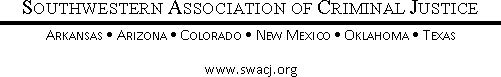 SOUTHWESTERN ASSOCIATION OF CRIMINAL JUSTICE
ARKANSAS • ARIZONA • COLORADO • NEW MEXICO • OKLAHOMA • TEXAS
www.swacj.org